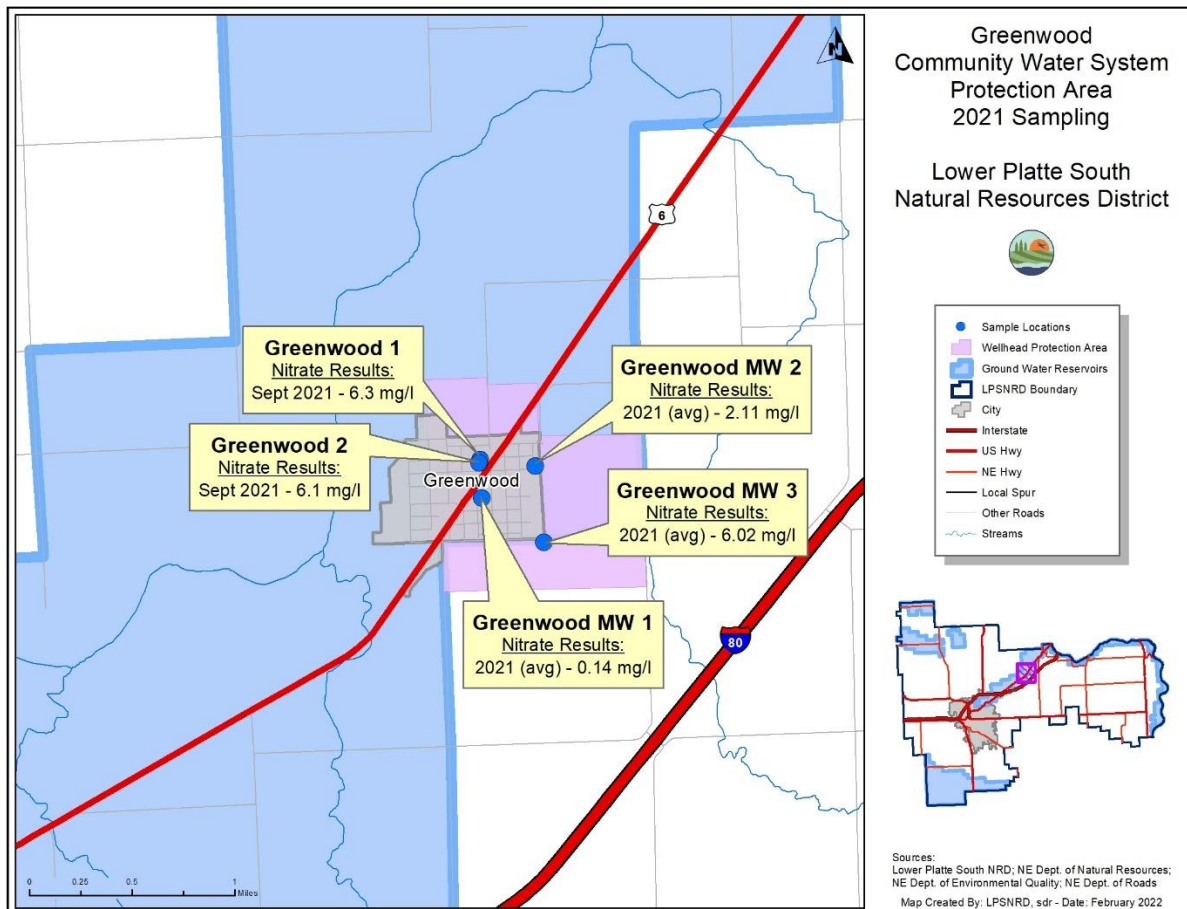 Greenwood
Community Water System
Protection Area
2021 Sampling
Lower Platte South
Natural Resources District
N
6
Greenwood 1
Nitrate Results:
Sept 2021 - 6.3 mg/l
Greenwood MW 2
Nitrate Results:
2021 (avg) - 2.11 mg/l
Greenwood 2
Nitrate Results:
Sept 2021 - 6.1 mg/l
Greenwood
Greenwood MW 3
Nitrate Results:
2021 (avg) - 6.02 mg/l
Greenwood MW 1
Nitrate Results:
2021 (avg) - 0.14 mg/l
80
0 0.25 0.5 1
Miles
Sample Locations
Wellhead Protection Area
Ground Water Reservoirs
LPSNRD Boundary
City
Interstate
US Hwy
NE Hwy
Local Spur
Other Roads
Streams
Sources:
Lower Platte South NRD; NE Dept. of Natural Resources;
NE Dept. of Environmental Quality; NE Dept. of Roads
Map Created By: LPSNRD, sdr - Date: February 2022